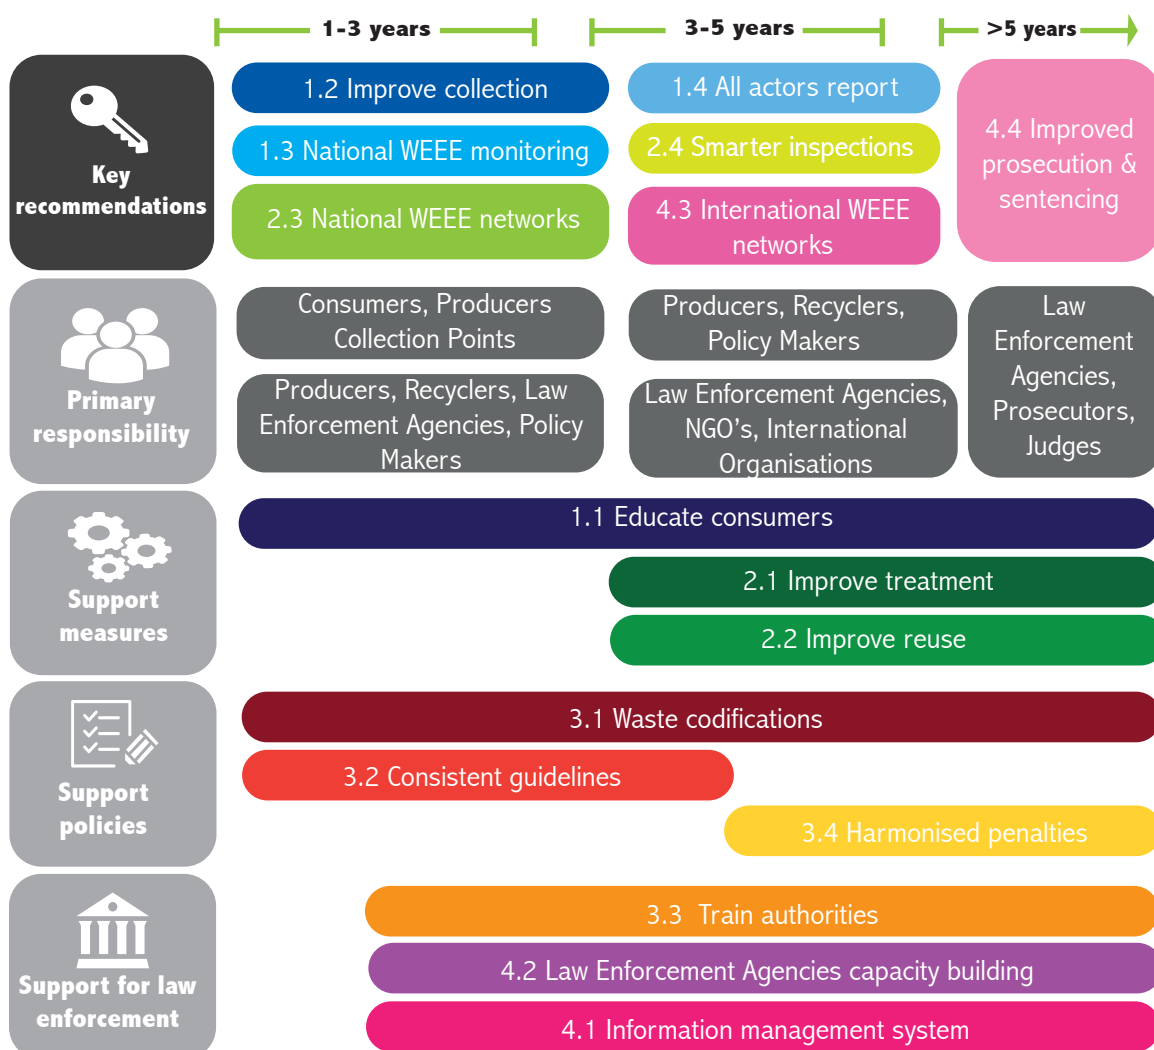 1-3 years
3-5 years
>5 years
Key
recommendations
1.2 Improve collection
1.3 National WEEE monitoring
2.3 National WEEE networks
1.4 All actors report
2.4 Smarter inspections
4.3 International WEEE
networks
4.4 Improved
prosecution &
sentencing
Primary
responsibility
Consumers, Producers
Collection Points
Producers, Recyclers, Law
Enforcement Agencies, Policy
Makers
Producers, Recyclers,
Policy Makers
Law Enforcement Agencies,
NGO’s, International
Organisations
Law
Enforcement
Agencies,
Prosecutors,
Judges
Support
measures
1.1 Educate consumers
2.1 Improve treatment
2.2 Improve reuse
Support
policies
3.1 Waste codifications
3.2 Consistent guidelines
3.4 Harmonised penalties
Support for law
enforcement
3.3 Train authorities
4.2 Law Enforcement Agencies capacity building
4.1 Information management system